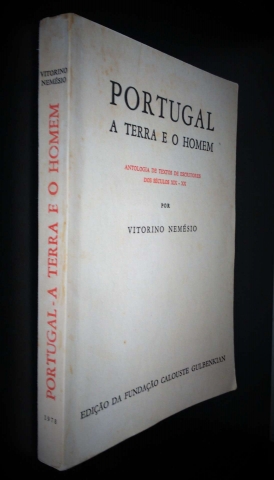 VITORINO
NEMÉSIO
PORTUGAL - A TERRA E O HOMEM
1978
PORTUGAL
A TERRA E O HOMEM
ANTOLOGIA DE TEXTOS DE ESCRITORES
DOS SÉCULOS XIX - XX
POR
VITORINO NEMÉSIO
EDIÇÃO DA FUNDAÇÃO CALOUSTE GULBENKIAN